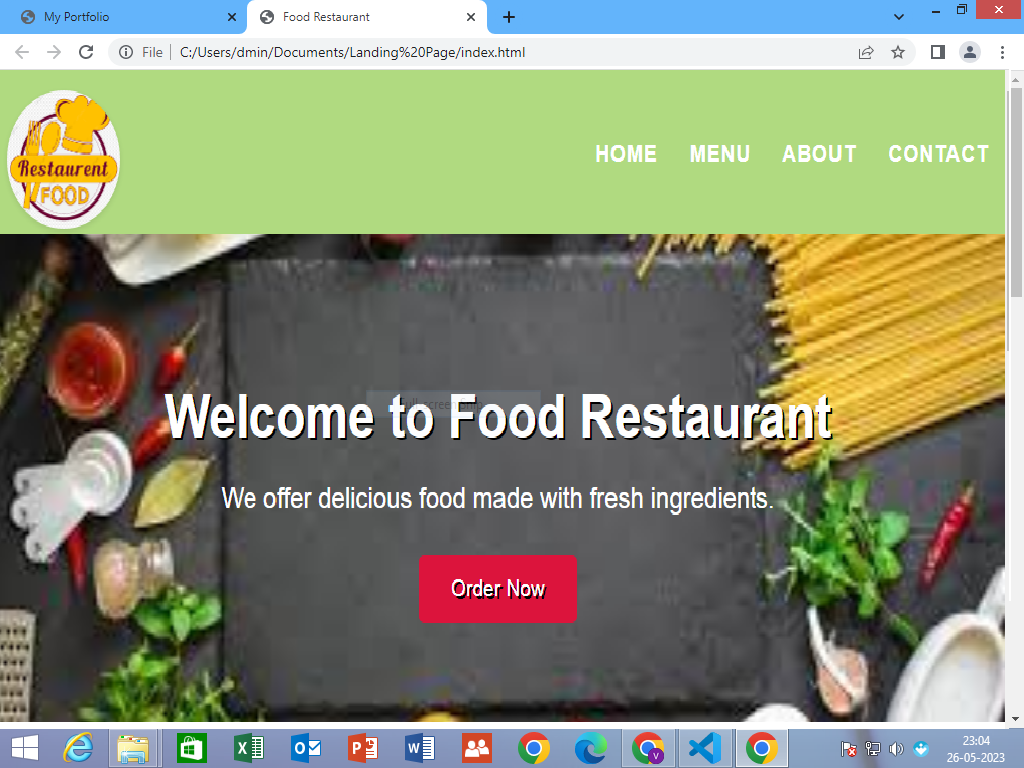 My Portfolio
Food Restaurant
File
C:/Users/dmin/Documents/Landing%20Page/index.html
Restaurent
FOOD
HOME MENU ABOUT CONTACT
Welcome to Food Restaurant
We offer delicious food made with fresh ingredients.
Order Now
23:04
26-05-2023